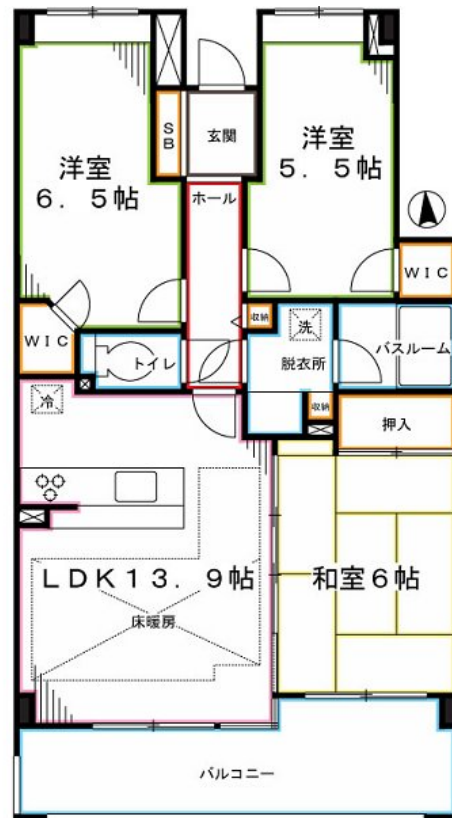 SB
玄関
洋室
6．5帖
洋室
5．5帖
ホール
WIC
WIC
収納
洗
トイレ
脱衣所
バスルーム
冷
収納
押入
LDK13．9帖
床暖房
和室6帖
バルコニー